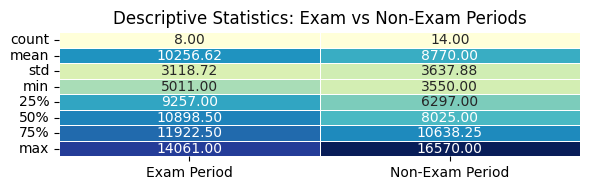 Descriptive Statistics: Exam vs Non-Exam Periods
count 8.00 14.00
mean 10256.62 8770.00
std 3118.72 3637.88
min 5011.00 3550.00
25% 9257.00 6297.00
50% 10898.50 8025.00
75% 11922.50 10638.25
max 14061.00 16570.00
Exam Period Non-Exam Period